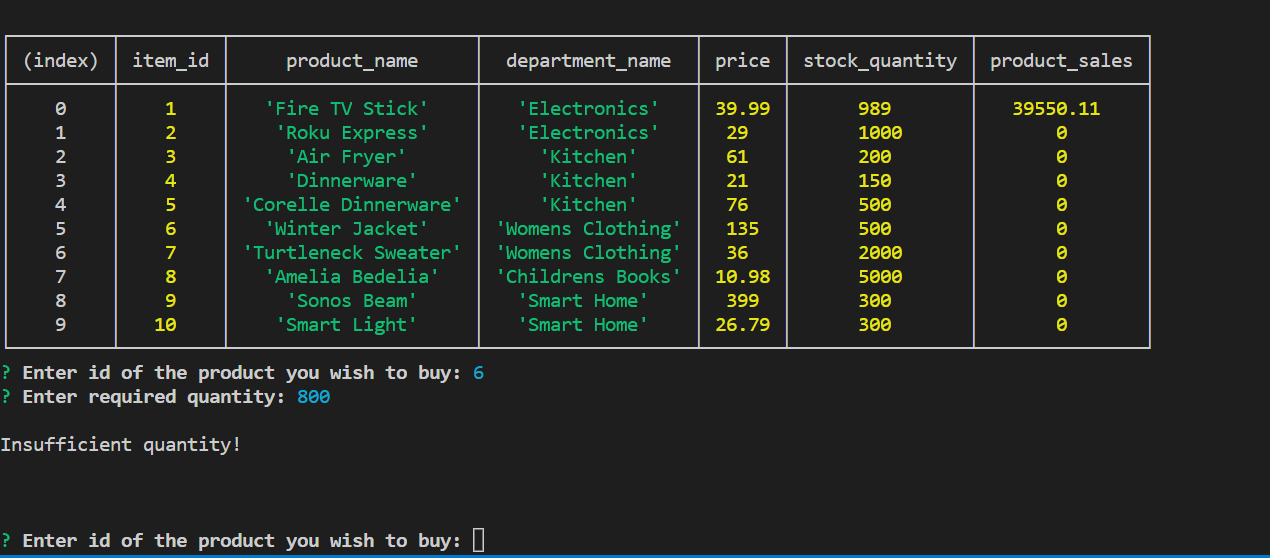 (index) item_id product_name department_name price stock_quantity product_sales
0 1 'Fire TV Stick' 'Electronics' 39.99 989 39550.11
1 2 'Roku Express' 'Electronics' 29 1000 0
2 3 'Air Fryer' 'Kitchen' 61 200 0
3 4 'Dinnerware' 'Kitchen' 21 150 0
4 5 'Corelle Dinnerware' 'Kitchen' 76 500 0
5 6 'Winter Jacket' 'Womens Clothing' 135 500 0
6 7 'Turtleneck Sweater' 'Womens Clothing' 36 2000 0
7 8 'Amelia Bedelia' 'Childrens Books' 10.98 5000 0
8 9 'Sonos Beam' 'Smart Home' 399 300 0
9 10 'Smart Light' 'Smart Home' 26.79 300 0
? Enter id of the product you wish to buy: 6
? Enter required quantity: 800
Insufficient quantity!
? Enter id of the product you wish to buy: